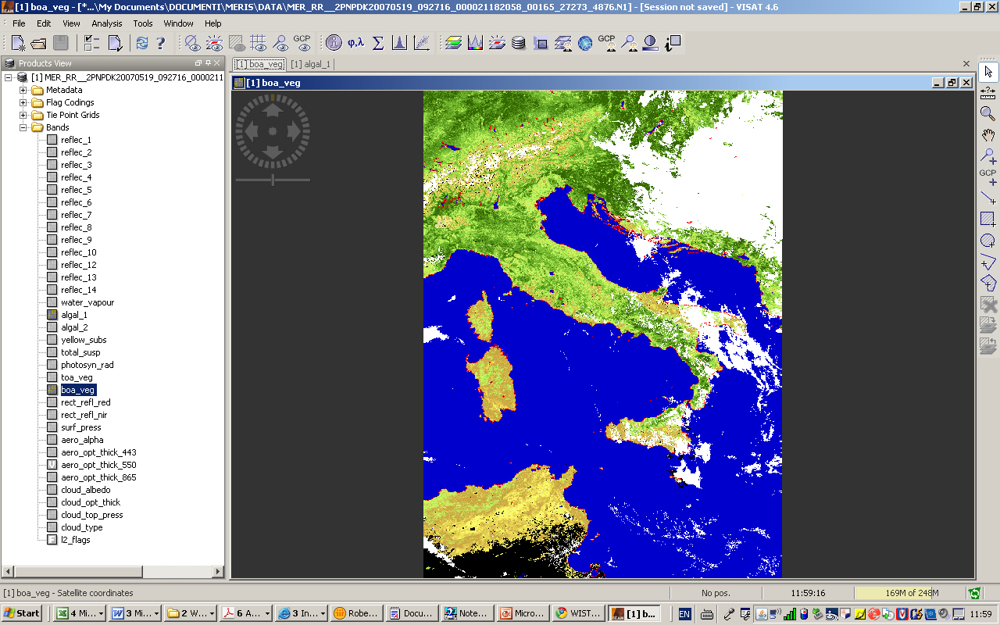 [1] boa_veg - [*...\My Documents\DOCUMENTI\MERIS\DATA\MER_RR__2PNPDK20070519_092716_000021182058_00165_27273_4876.N1] - [Session not saved] - VISAT 4.6
File Edit View Analysis Tools Window Help
GCP φ,λ Σ GCP
Products View
[1] boa_veg [1] algal_1
[1] MER_RR__2PNPDK20070519_092716_0000211
[1] boa_veg
Metadata
Flag Codings
Tie Point Grids
Bands
reflec_1
reflec_2
reflec_3
reflec_4
reflec_5
reflec_6
reflec_7
reflec_8
reflec_9
reflec_10
reflec_12
reflec_13
reflec_14
water_vapour
algal_1
algal_2
yellow_subs
total_susp
photosyn_rad
toa_veg
boa_veg
rect_refl_red
rect_refl_nir
surf_press
aero_alpha
aero_opt_thick_443
aero_opt_thick_550
aero_opt_thick_865
cloud_albedo
cloud_opt_thick
cloud_top_press
cloud_type
l2_flags
GCP
[1] boa_veg - Satellite coordinates No pos. 11:59:16 169M of 248M
Start 4 Mi... 3 Mi... 2 W... 6 A... 3 In... Robe... Docu... Note... Micro... WIST... [1] b... EN 11:59